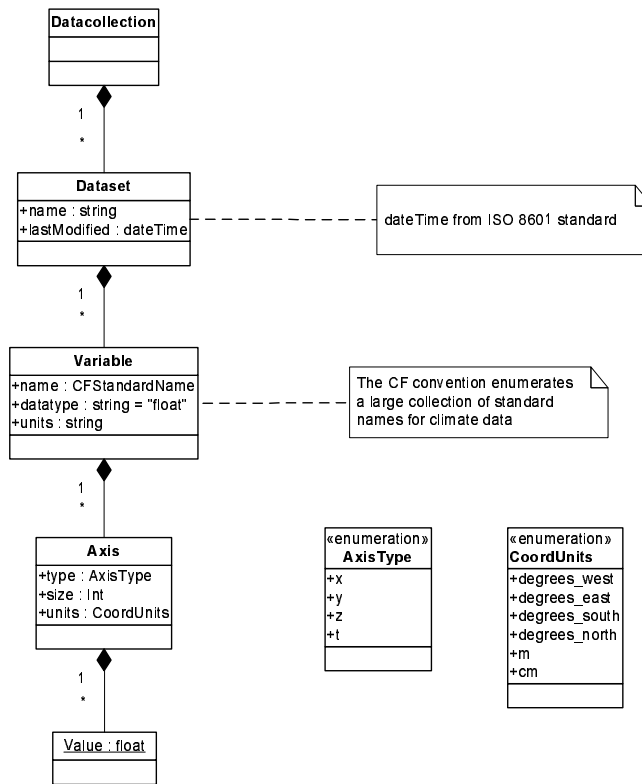 Datacollection
1
*
Dataset
+name : string
+lastModified : dateTime
dateTime from ISO 8601 standard
1
*
Variable
+name : CFStandardName
+datatype : string = "float"
+units : string
The CF convention enumerates
a large collection of standard
names for climate data
1
*
Axis
+type : AxisType
+size : Int
+units : CoordUnits
«enumeration»
AxisType
+x
+y
+z
+t
«enumeration»
CoordUnits
+degrees_west
+degrees_east
+degrees_south
+degrees_north
+m
+cm
1
*
Value : float